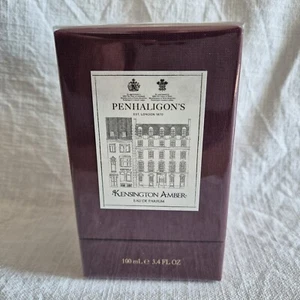 PENHALIGON'S
EST. LONDON 1870
KENSINGTON AMBER
EAU DE PARFUM
100 mL e 3.4 FL OZ